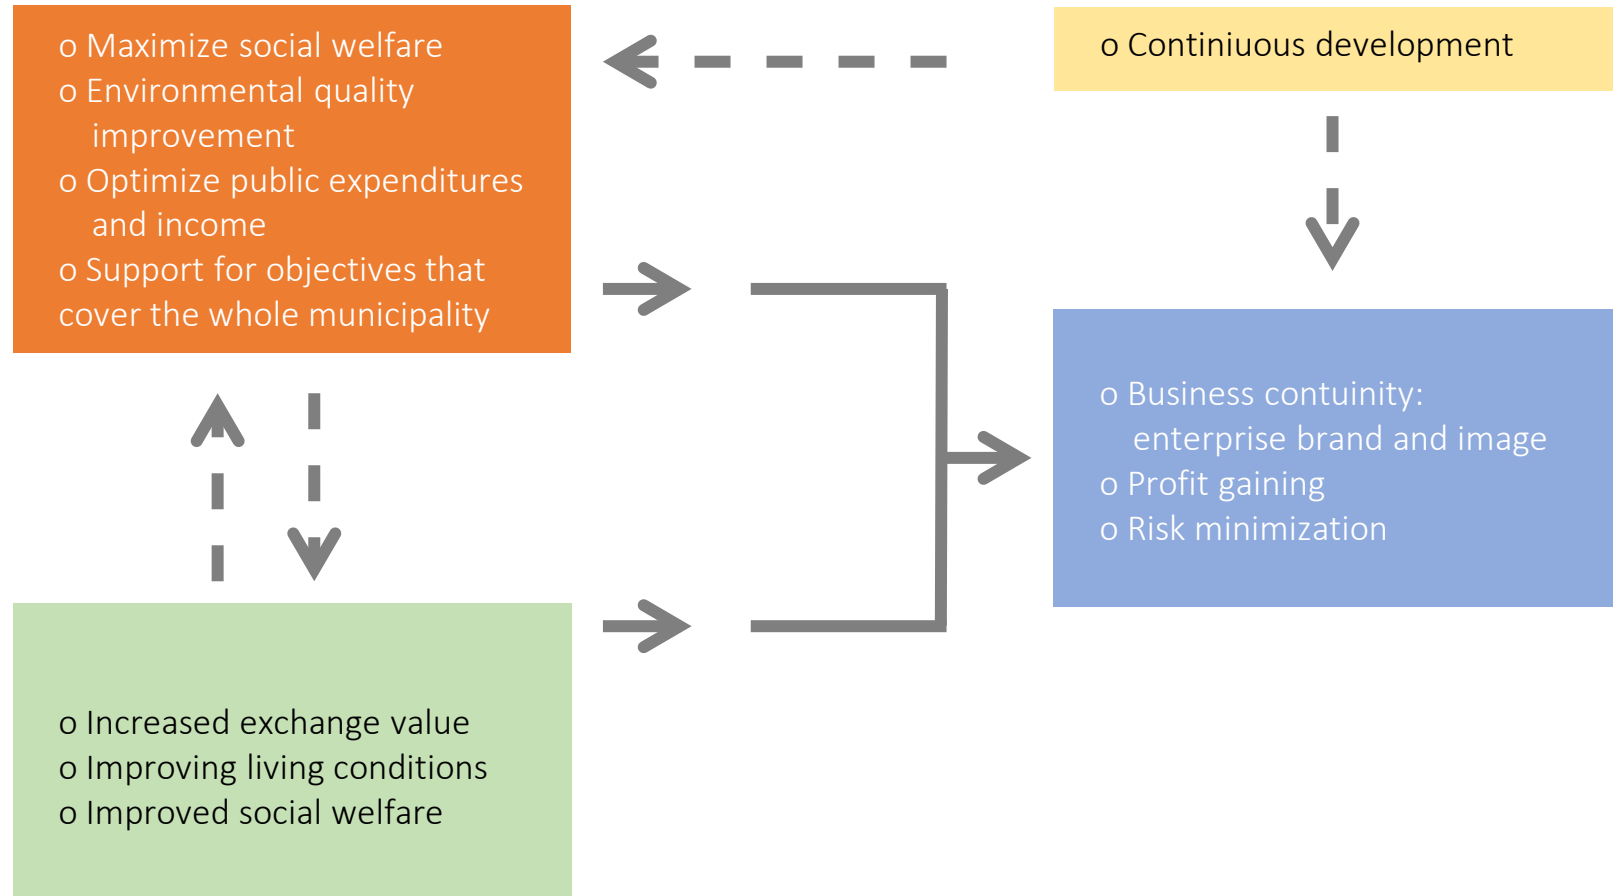 o Maximize social welfare
o Environmental quality
improvement
o Optimize public expenditures
and income
o Support for objectives that
cover the whole municipality
o Continiuous development
o Business contuinity:
enterprise brand and image
o Profit gaining
o Risk minimization
o Increased exchange value
o Improving living conditions
o Improved social welfare